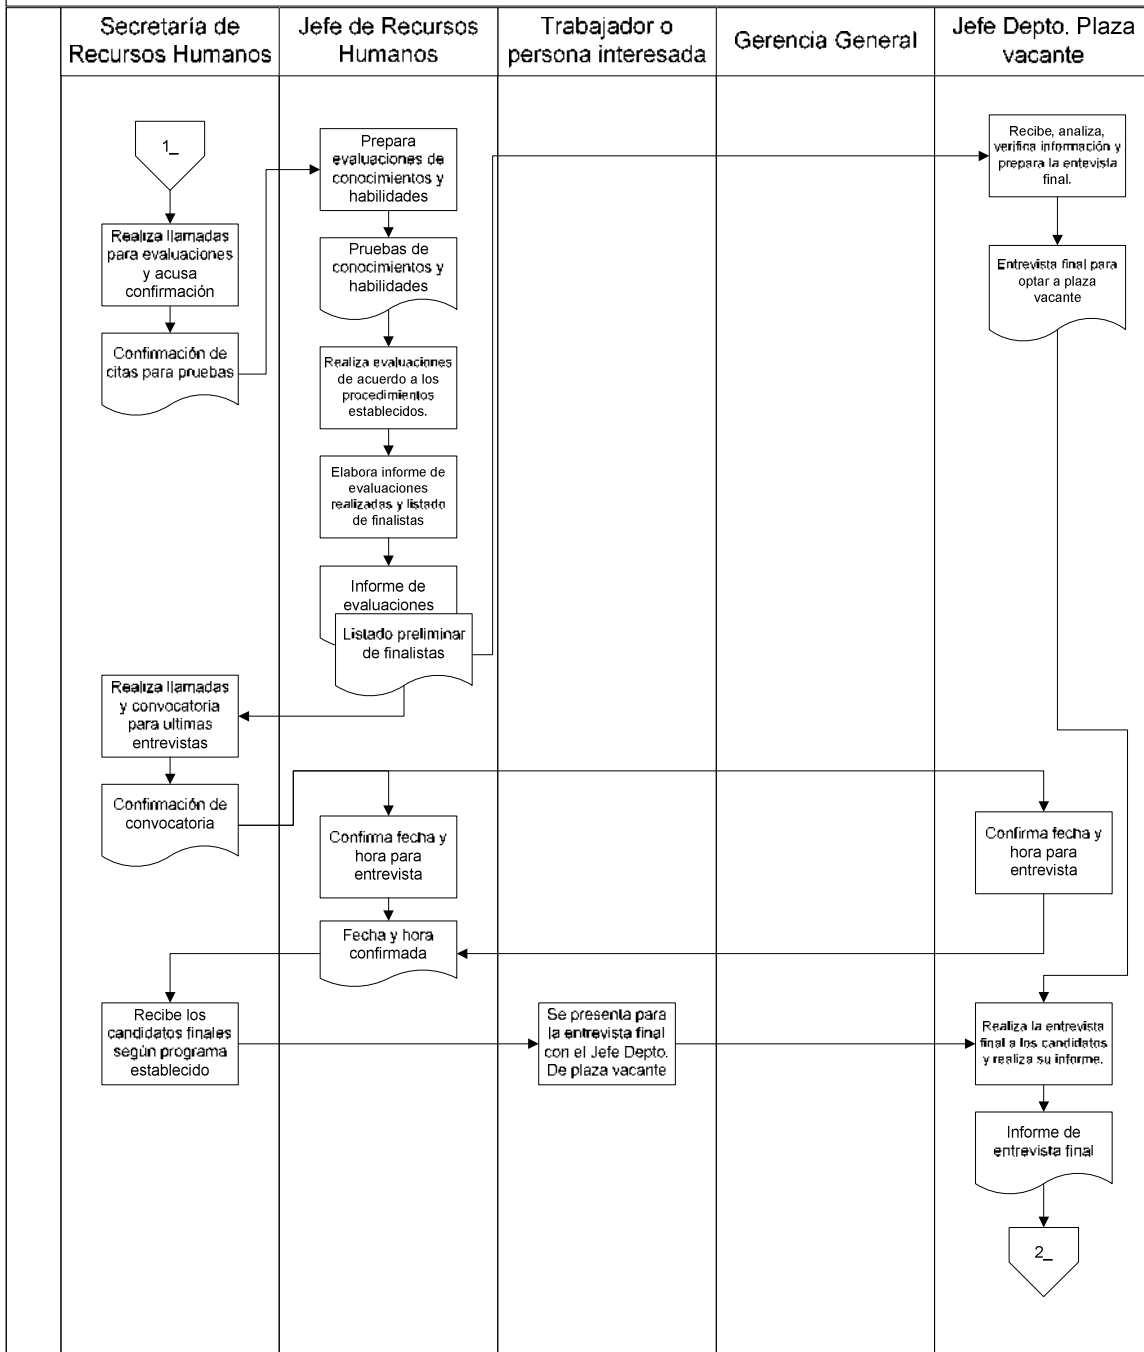 Secretaría de
Recursos Humanos
Jefe de Recursos
Humanos
Trabajador o
persona interesada
Gerencia General
Jefe Depto. Plaza
vacante
1_
Realiza llamadas
para evaluaciones
y acusa
confirmación
Confirmación de
citas para pruebas
Prepara
evaluaciones de
conocimientos y
habilidades
Pruebas de
conocimientos y
habilidades
Realiza evaluaciones
de acuerdo a los
procedimientos
establecidos.
Elabora informe de
evaluaciones
realizadas y listado
de finalistas
Informe de
evaluaciones
Listado preliminar
de finalistas
Recibe, analiza,
verifica información y
prepara la entevista
final.
Entrevista final para
optar a plaza
vacante
Realiza llamadas
y convocatoria
para ultimas
entrevistas
Confirmación de
convocatoria
Confirma fecha y
hora para
entrevista
Confirma fecha y
hora para
entrevista
Fecha y hora
confirmada
Recibe los
candidatos finales
según programa
establecido
Se presenta para
la entrevista final
con el Jefe Depto.
De plaza vacante
Realiza la entrevista
final a los candidatos
y realiza su informe.
Informe de
entrevista final
2_